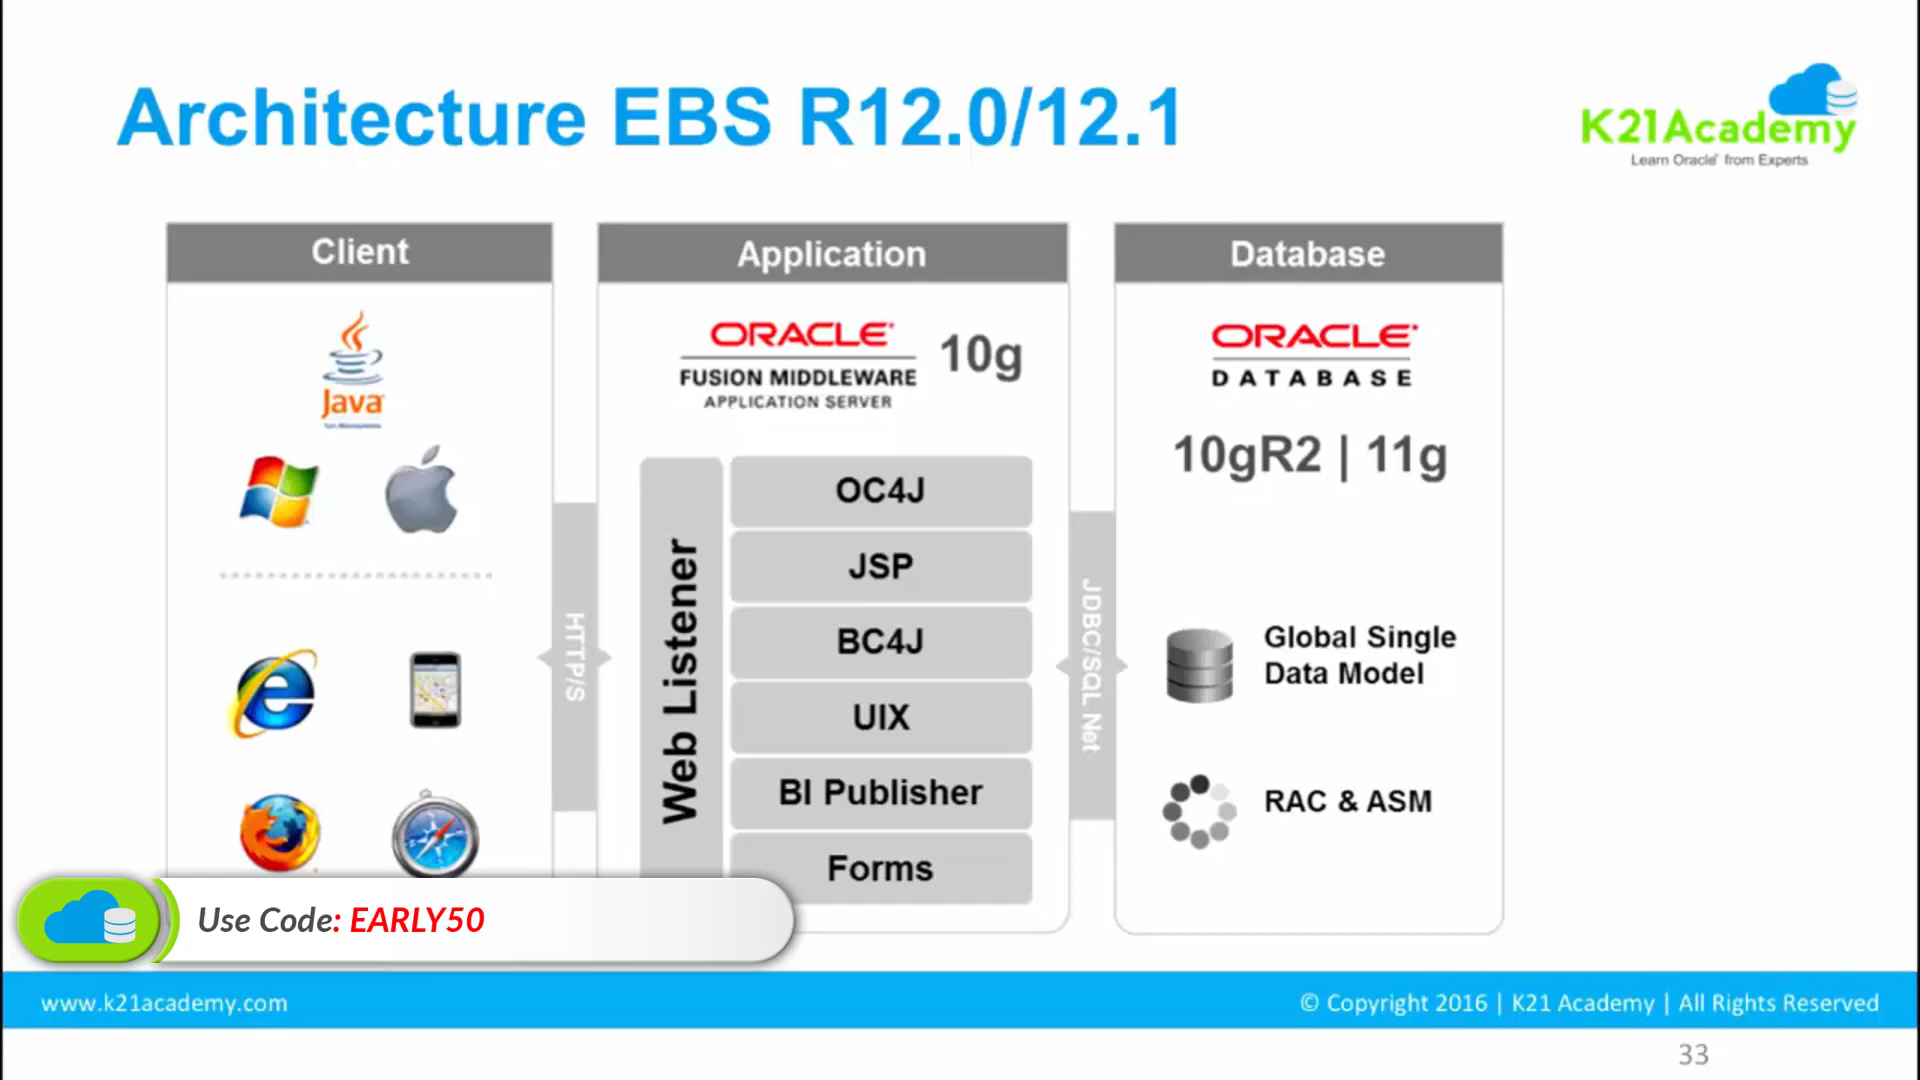 Architecture EBS R12.0/12.1
K21Academy
Learn Oracle® from Experts
Client
Application
Database
Java
ORACLE®
FUSION MIDDLEWARE
APPLICATION SERVER
10g
ORACLE®
DATABASE
10gR2 | 11g
HTTP/S
Web Listener
OC4J
JSP
BC4J
UIX
BI Publisher
Forms
JDBC/SQL Net
Global Single
Data Model
RAC & ASM
Use Code: EARLY50
www.k21academy.com
© Copyright 2016 | K21 Academy | All Rights Reserved
33